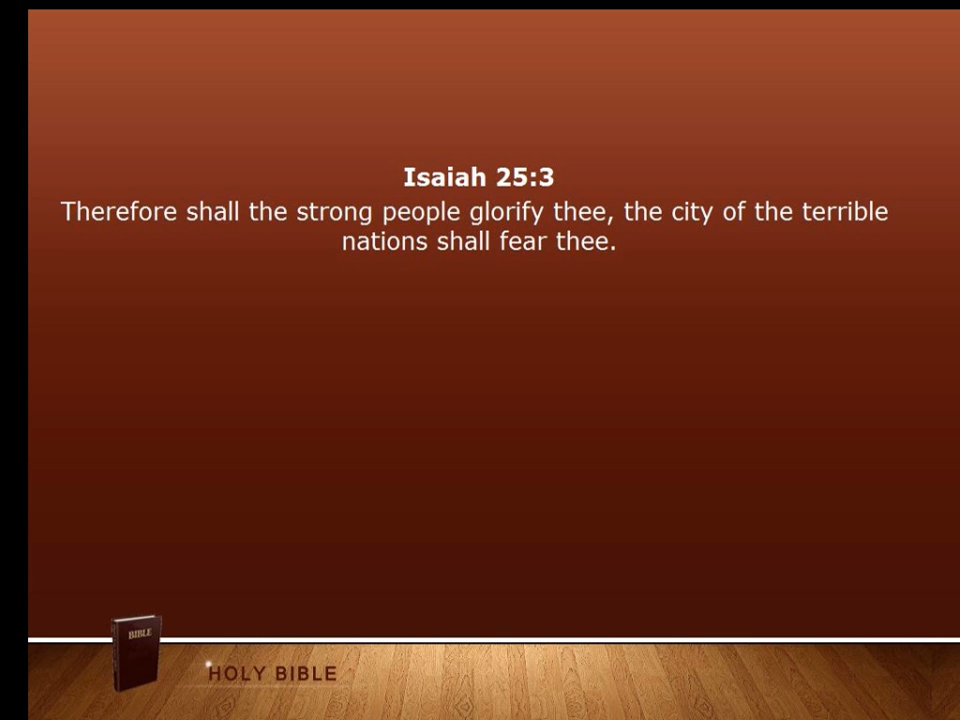 Isaiah 25:3
Therefore shall the strong people glorify thee, the city of the terrible
nations shall fear thee.
BIBLE
HOLY BIBLE